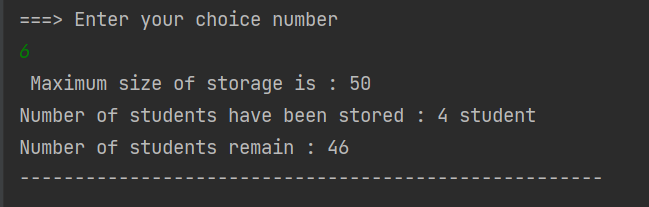 ===> Enter your choice number
6
Maximum size of storage is : 50
Number of students have been stored : 4 student
Number of students remain : 46
-----------------------------------------------------